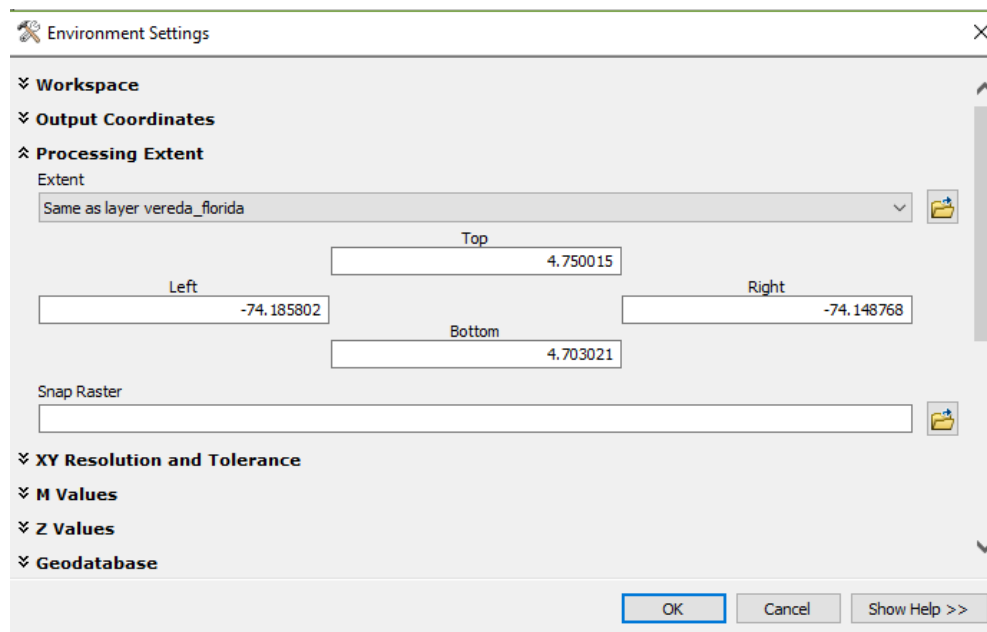 Environment Settings
Workspace
Output Coordinates
Processing Extent
Extent
Same as layer vereda_florida
Top
4.750015
Left
Right
-74.185802
-74.148768
Bottom
4.703021
Snap Raster
XY Resolution and Tolerance
M Values
Z Values
Geodatabase
OK
Cancel
Show Help >>